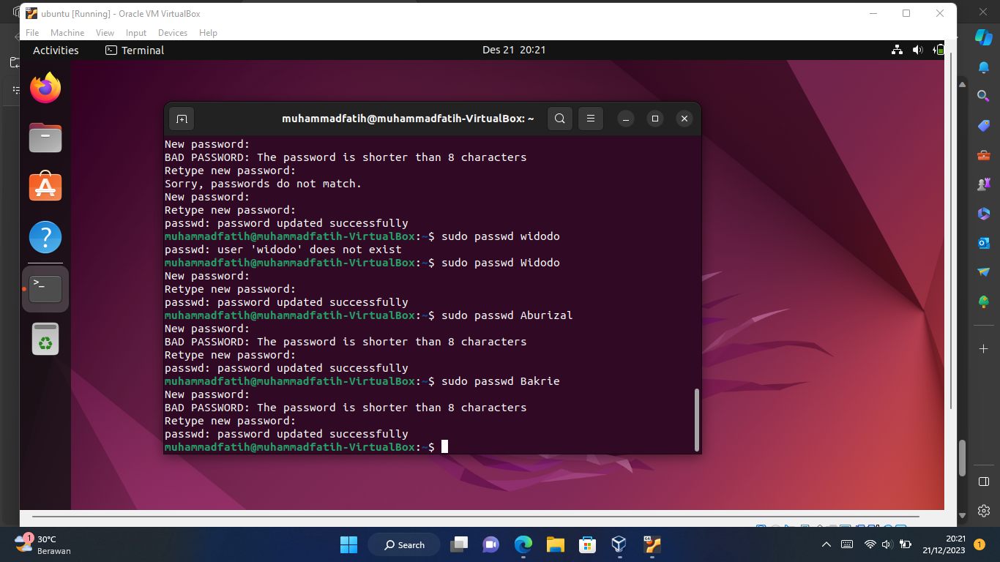 ubuntu [Running] - Oracle VM VirtualBox
File Machine View Input Devices Help
Activities Terminal Des 21 20:21
muhammadfatih@muhammadfatih-VirtualBox: ~
New password:
BAD PASSWORD: The password is shorter than 8 characters
Retype new password:
Sorry, passwords do not match.
New password:
Retype new password:
passwd: password updated successfully
muhammadfatih@muhammadfatih-VirtualBox:~$ sudo passwd widodo
passwd: user 'widodo' does not exist
muhammadfatih@muhammadfatih-VirtualBox:~$ sudo passwd Widodo
New password:
Retype new password:
passwd: password updated successfully
muhammadfatih@muhammadfatih-VirtualBox:~$ sudo passwd Aburizal
New password:
BAD PASSWORD: The password is shorter than 8 characters
Retype new password:
passwd: password updated successfully
muhammadfatih@muhammadfatih-VirtualBox:~$ sudo passwd Bakrie
New password:
BAD PASSWORD: The password is shorter than 8 characters
Retype new password:
passwd: password updated successfully
muhammadfatih@muhammadfatih-VirtualBox:~$
1
30°C
Berawan
Search
20:21
21/12/2023
1